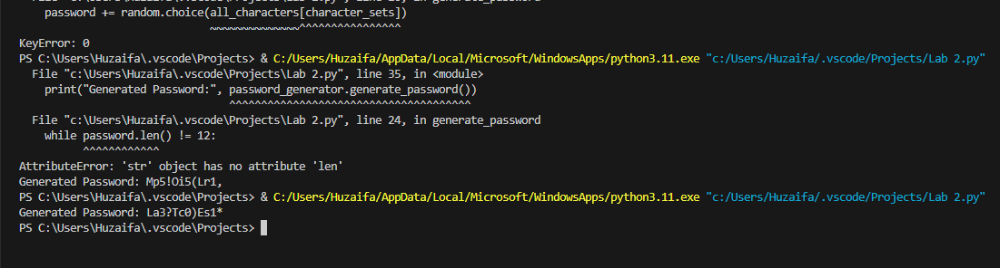 password += random.choice(all_characters[character_sets])
~~~~~~~~~~~~~~^^^^^^^^^^^^^^^^
KeyError: 0
PS C:\Users\Huzaifa\.vscode\Projects> & C:/Users/Huzaifa/AppData/Local/Microsoft/WindowsApps/python3.11.exe "c:/Users/Huzaifa/.vscode/Projects/Lab 2.py"
File "c:\Users\Huzaifa\.vscode\Projects\Lab 2.py", line 35, in <module>
print("Generated Password:", password_generator.generate_password())
^^^^^^^^^^^^^^^^^^^^^^^^^^^^^^^^^^^^^^
File "c:\Users\Huzaifa\.vscode\Projects\Lab 2.py", line 24, in generate_password
while password.len() != 12:
^^^^^^^^^^^^
AttributeError: 'str' object has no attribute 'len'
Generated Password: Mp5!Oi5(Lr1,
PS C:\Users\Huzaifa\.vscode\Projects> & C:/Users/Huzaifa/AppData/Local/Microsoft/WindowsApps/python3.11.exe "c:/Users/Huzaifa/.vscode/Projects/Lab 2.py"
Generated Password: La3?Tc0)Es1*
PS C:\Users\Huzaifa\.vscode\Projects>